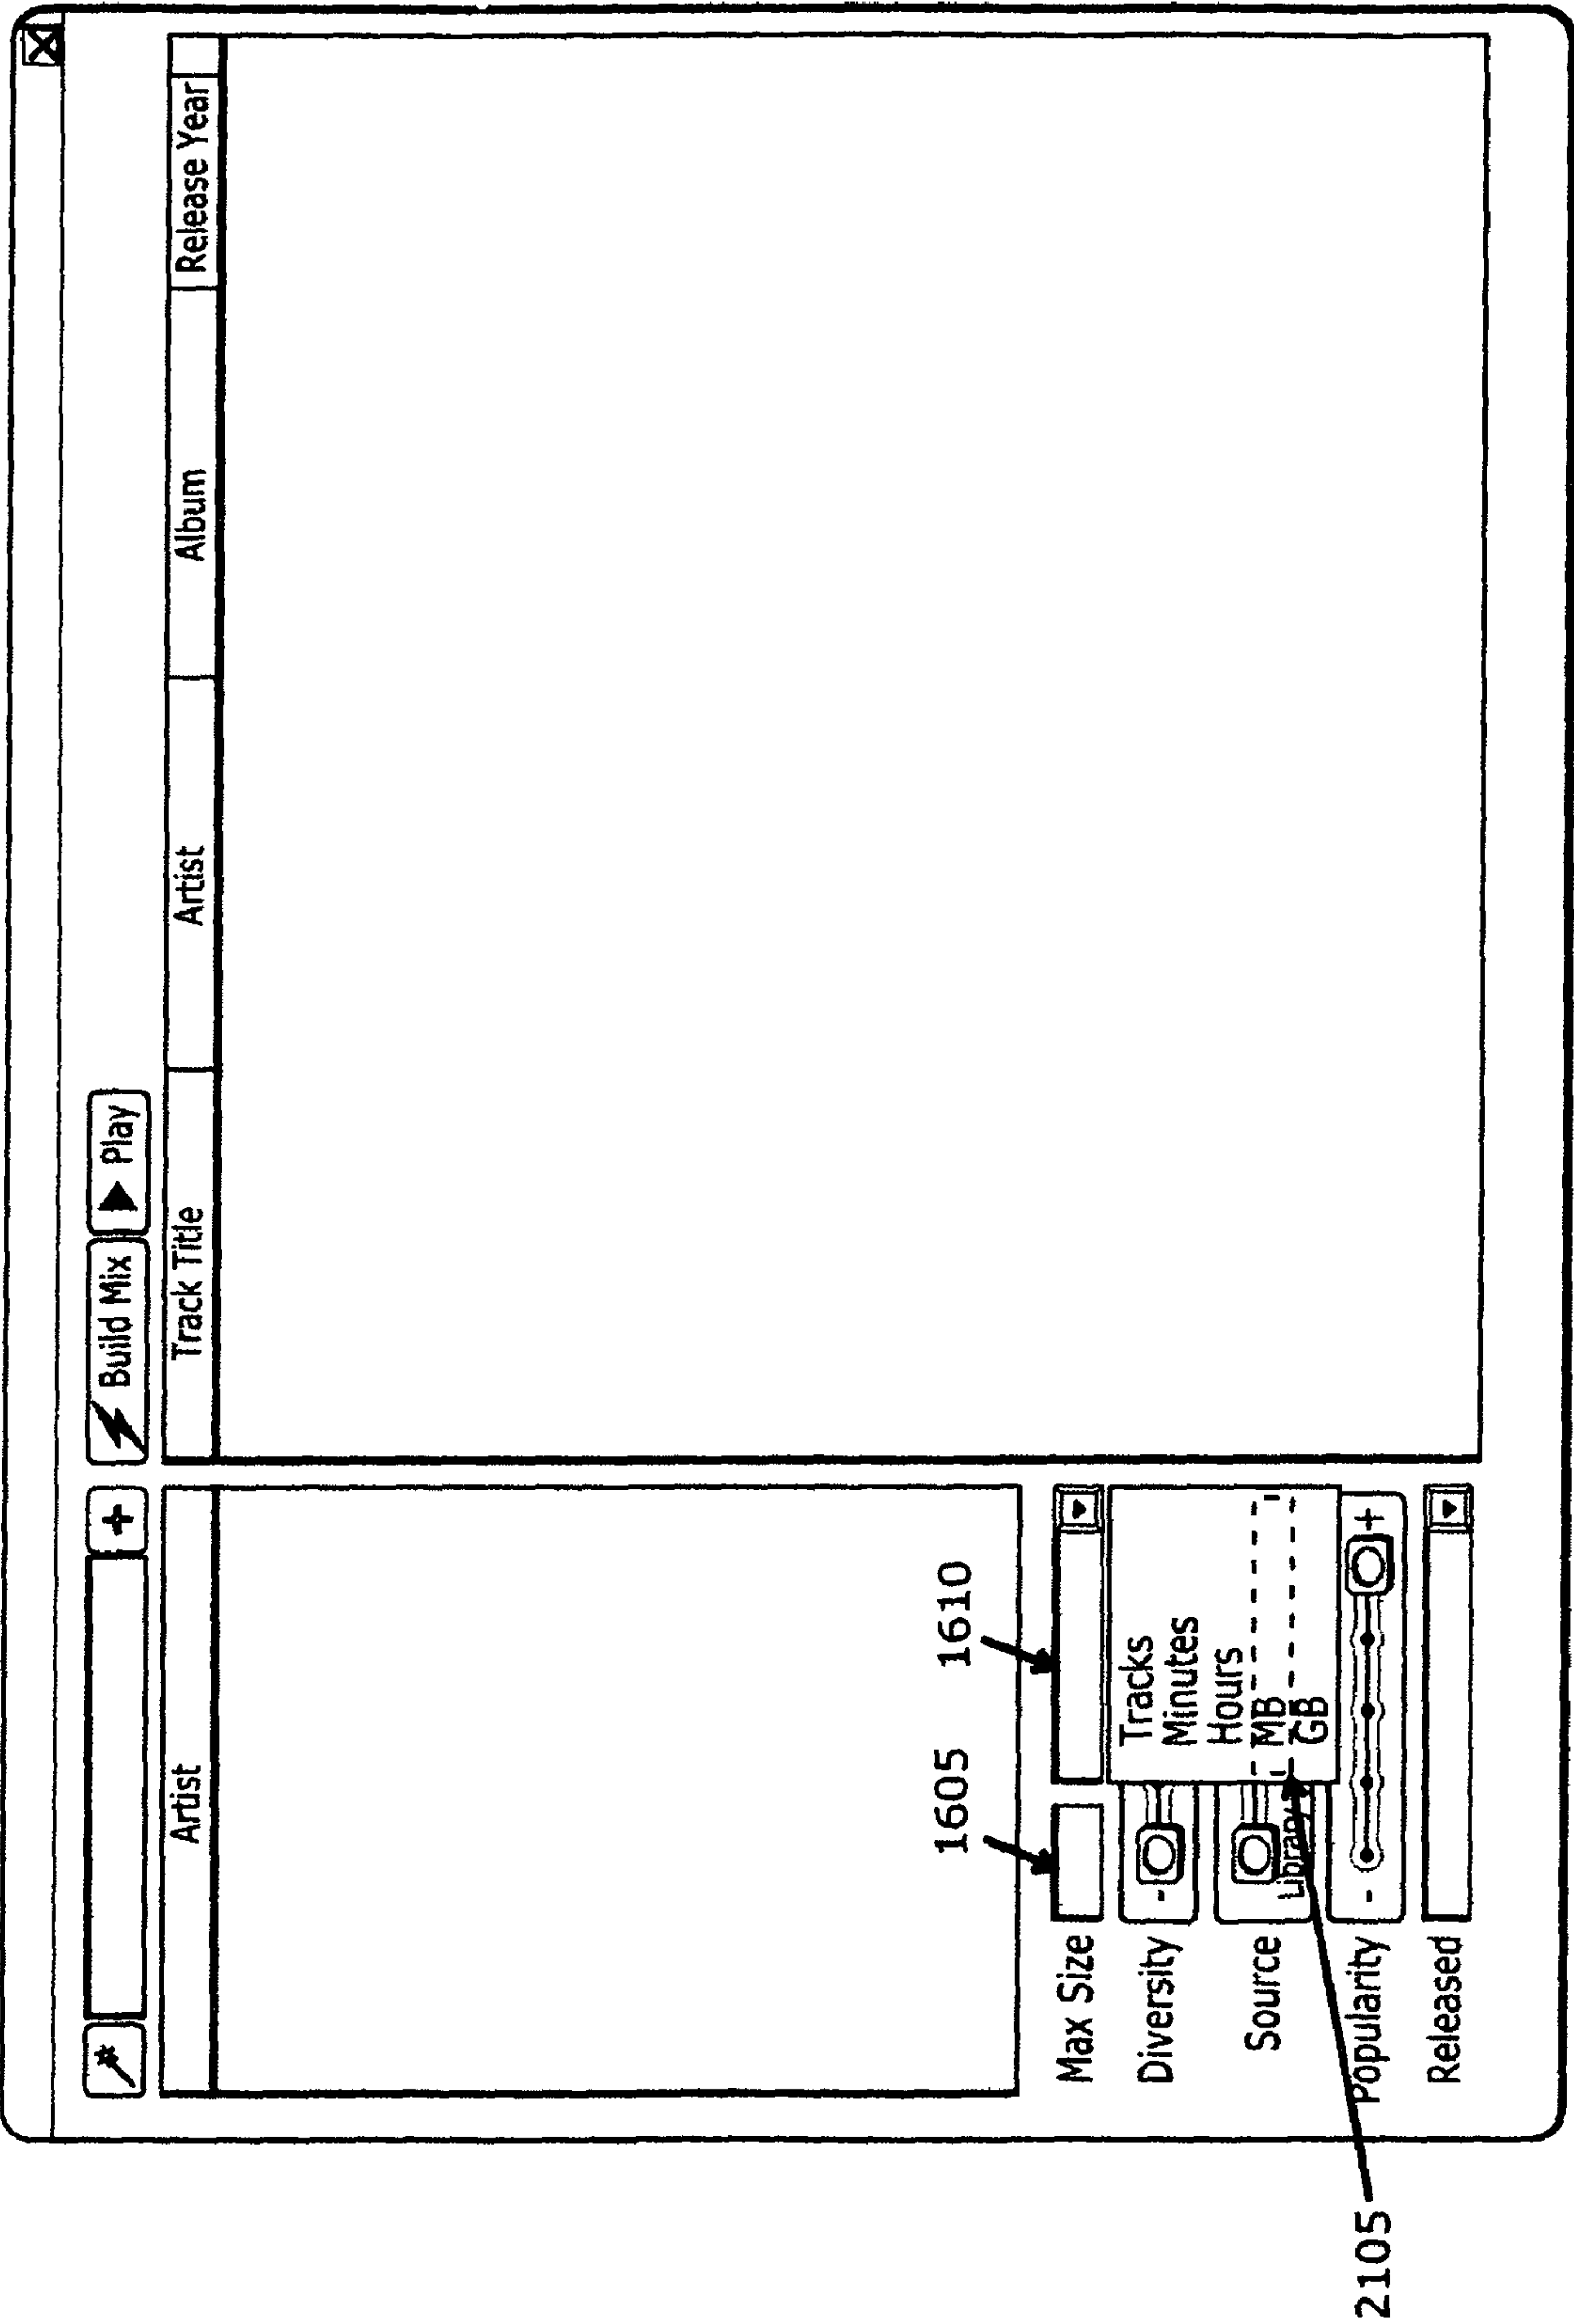 +
Build Mix
Play
Artist
Track Title
Artist
Album
Release Year
1605
1610
Max Size
Tracks
Minutes
Hours
MB
GB
Diversity
-
Source
Library
Popularity
-
+
Released
2105